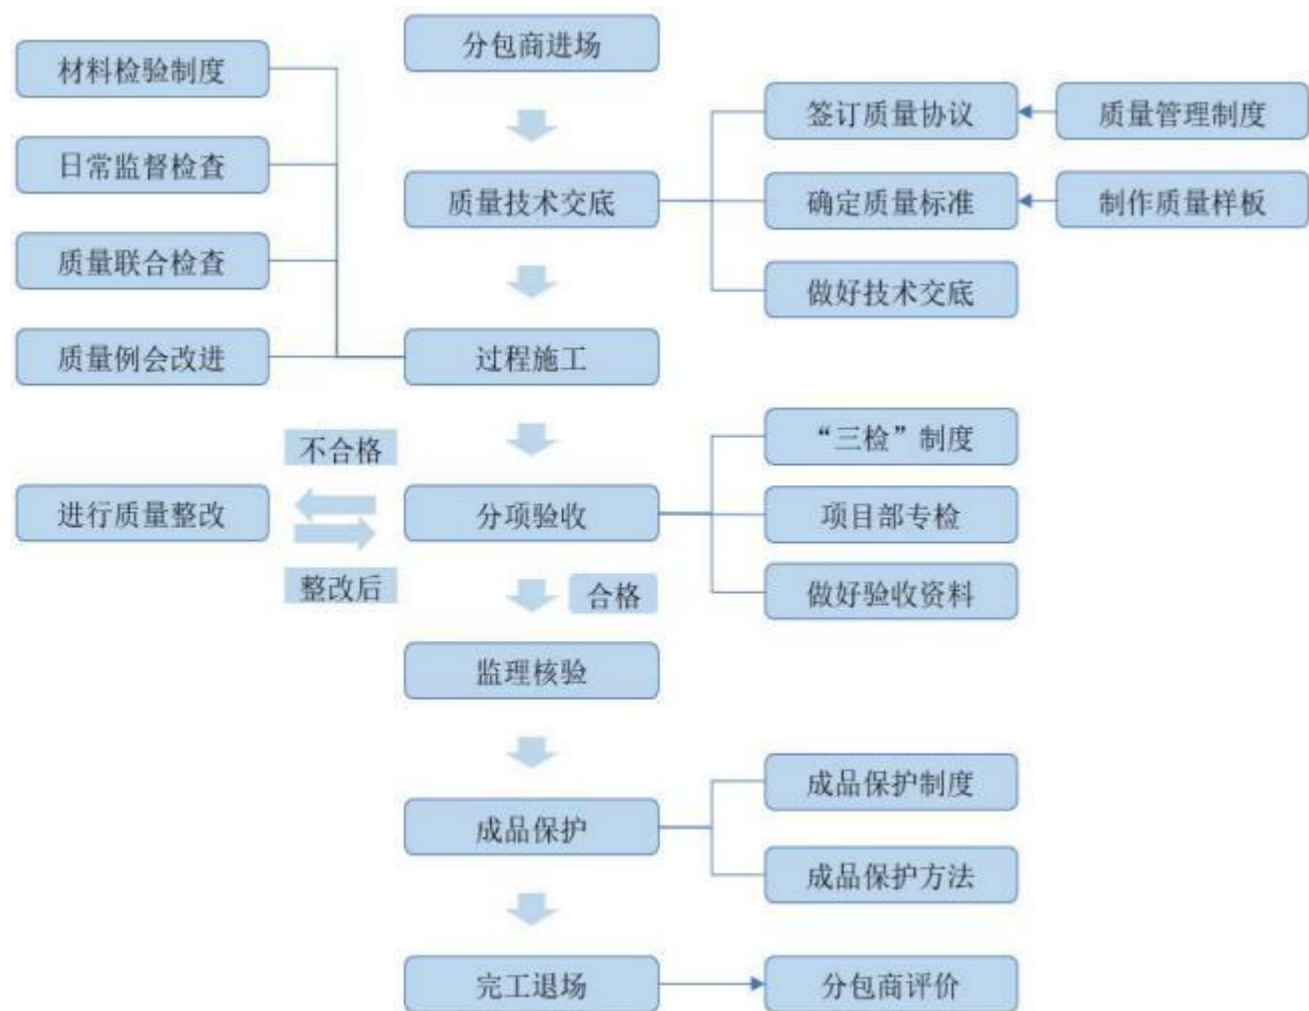 分包商进场
材料检验制度
签订质量协议
质量管理制度
日常监督检查
质量技术交底
确定质量标准
制作质量样板
质量联合检查
做好技术交底
质量例会改进
过程施工
不合格
“三检”制度
进行质量整改
分项验收
项目部专检
整改后
合格
做好验收资料
监理核验
成品保护制度
成品保护
成品保护方法
完工退场
分包商评价